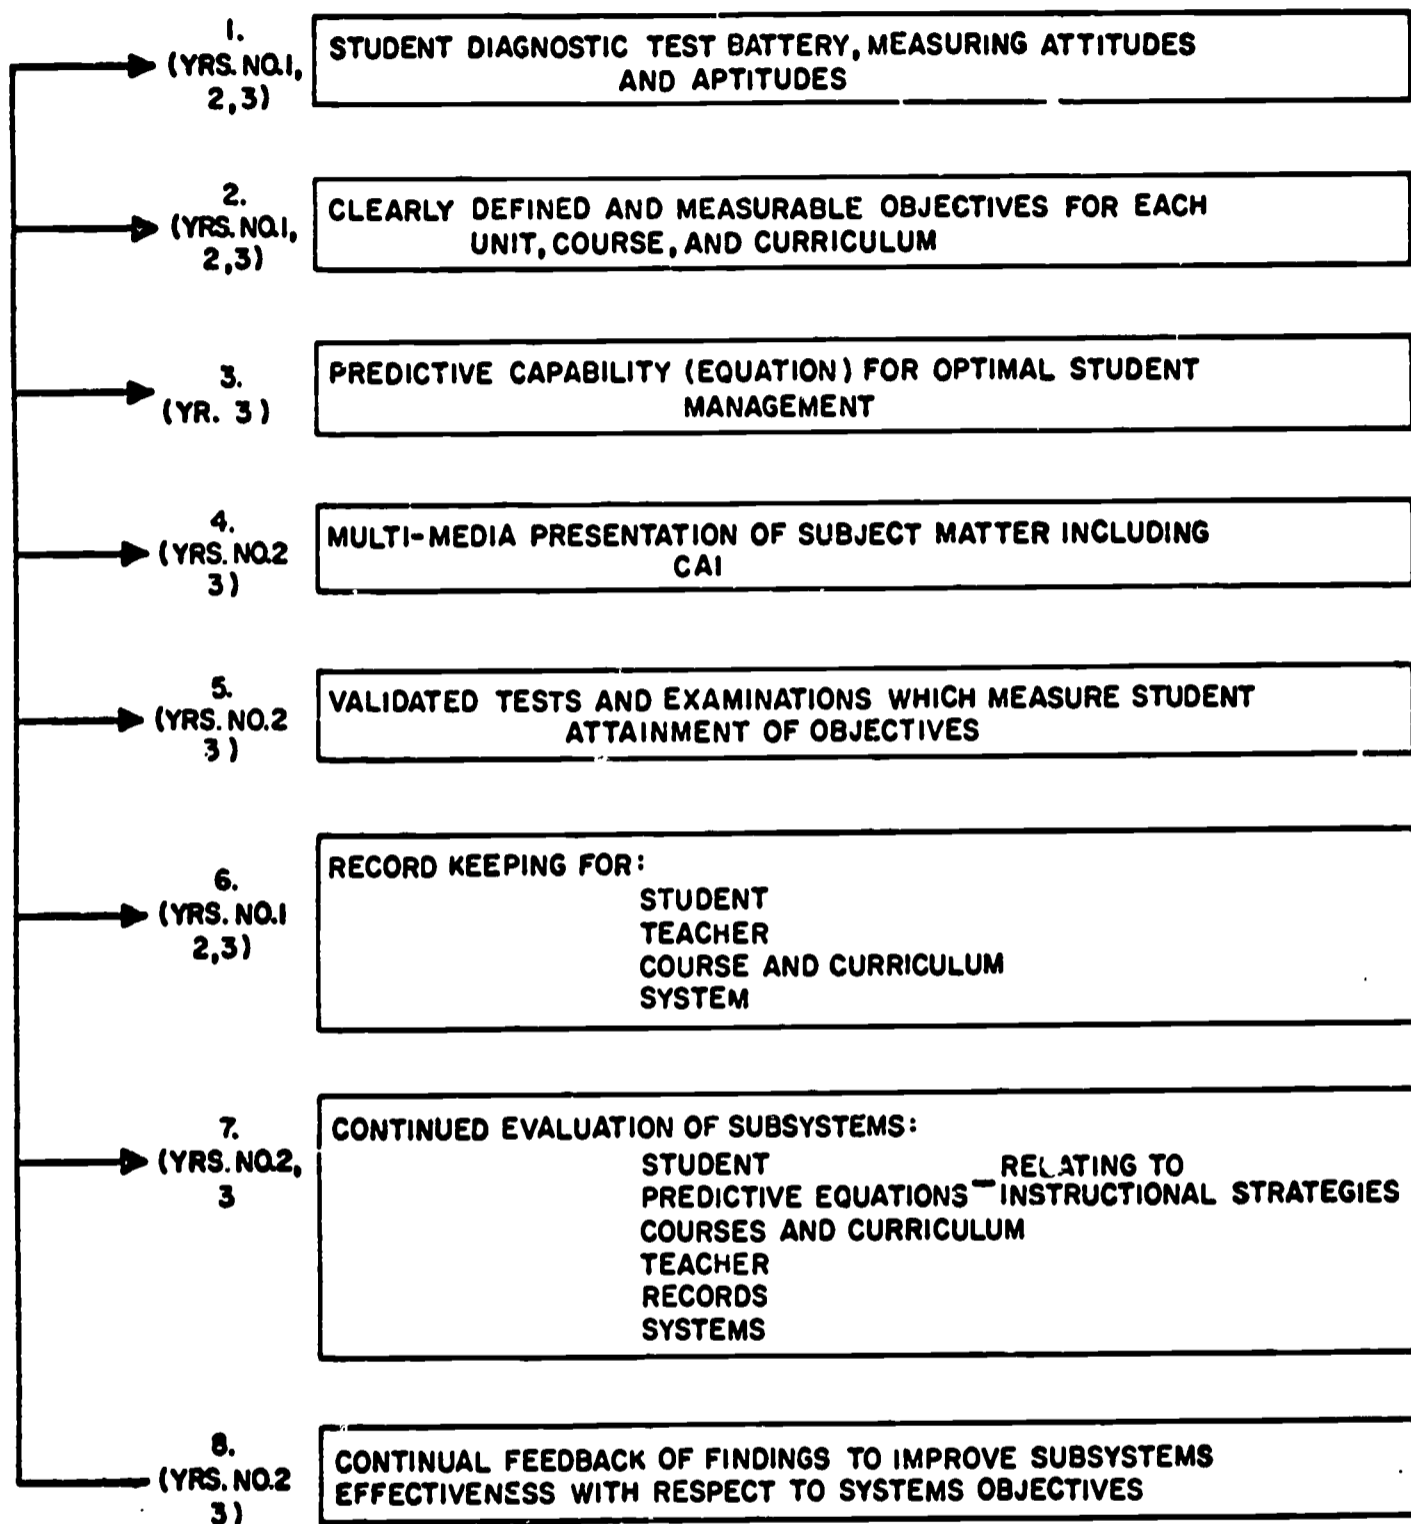 1.
(YRS. NO.1,
2,3)
STUDENT DIAGNOSTIC TEST BATTERY, MEASURING ATTITUDES
AND APTITUDES
2.
(YRS. NO.1,
2,3)
CLEARLY DEFINED AND MEASURABLE OBJECTIVES FOR EACH
UNIT, COURSE, AND CURRICULUM
3.
(YR. 3)
PREDICTIVE CAPABILITY (EQUATION) FOR OPTIMAL STUDENT
MANAGEMENT
4.
(YRS. NO.2
3)
MULTI-MEDIA PRESENTATION OF SUBJECT MATTER INCLUDING
CAI
5.
(YRS. NO.2
3)
VALIDATED TESTS AND EXAMINATIONS WHICH MEASURE STUDENT
ATTAINMENT OF OBJECTIVES
6.
(YRS. NO.1
2,3)
RECORD KEEPING FOR:
STUDENT
TEACHER
COURSE AND CURRICULUM
SYSTEM
7.
(YRS. NO.2,
3
CONTINUED EVALUATION OF SUBSYSTEMS:
STUDENT RELATING TO
PREDICTIVE EQUATIONS – INSTRUCTIONAL STRATEGIES
COURSES AND CURRICULUM
TEACHER
RECORDS
SYSTEMS
8.
(YRS. NO.2
3)
CONTINUAL FEEDBACK OF FINDINGS TO IMPROVE SUBSYSTEMS
EFFECTIVENESS WITH RESPECT TO SYSTEMS OBJECTIVES